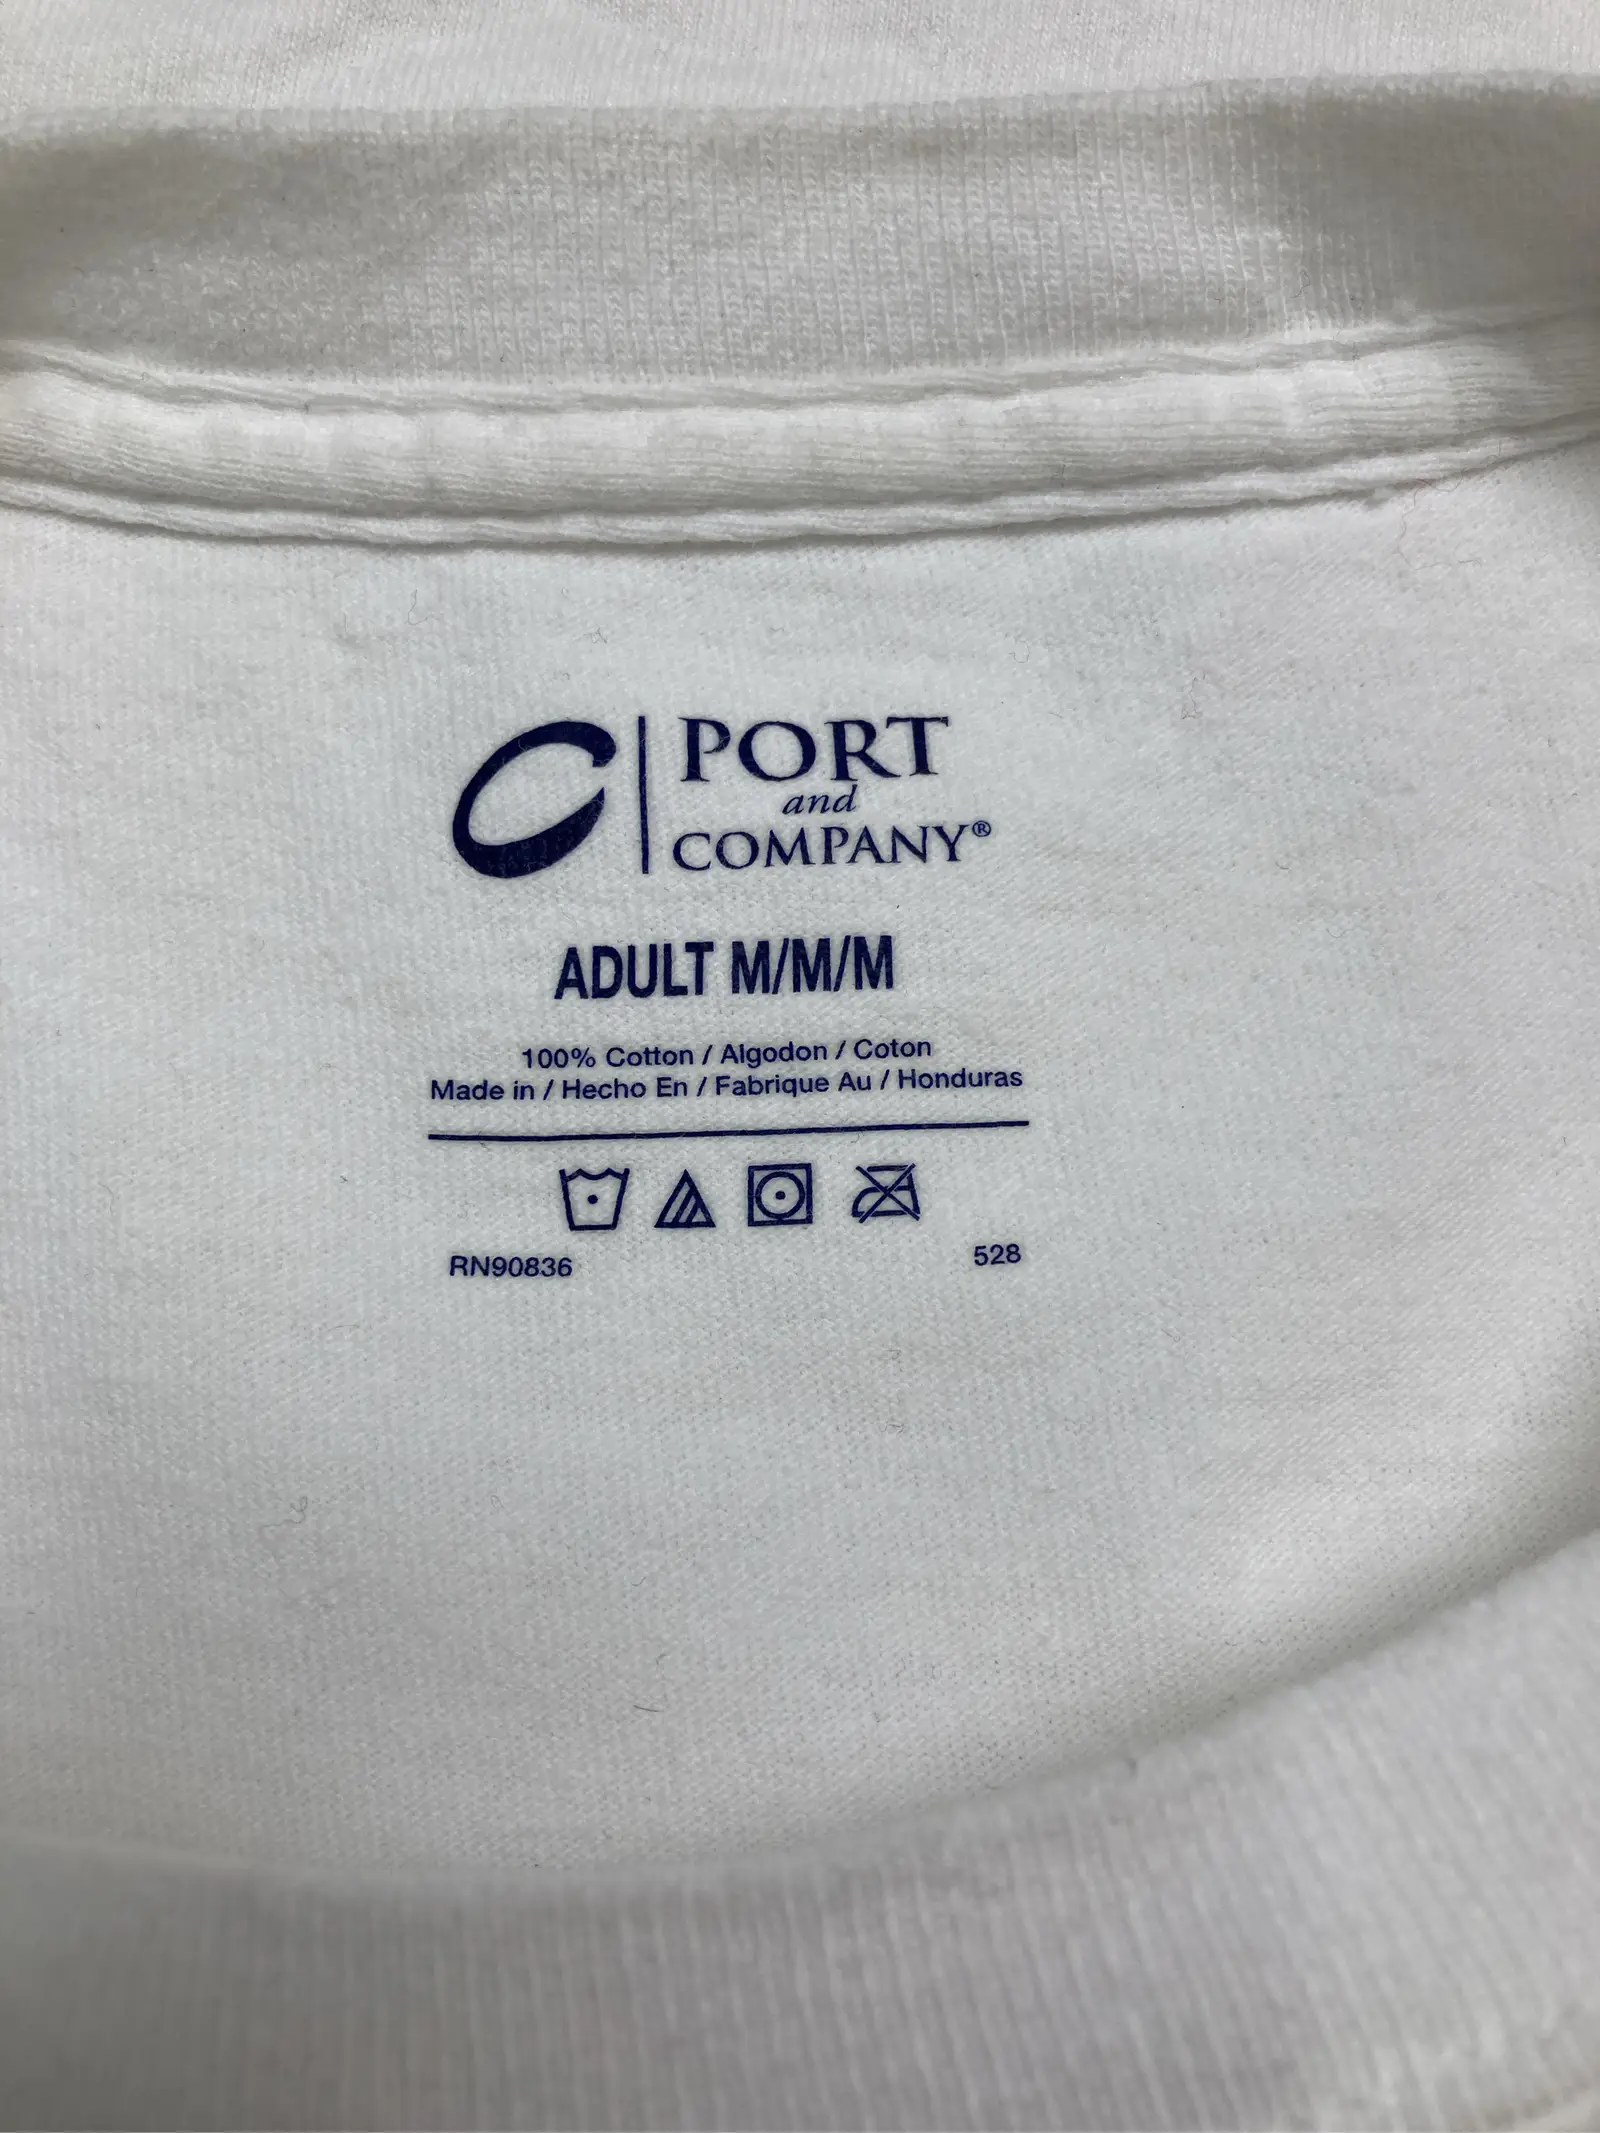 PORT
and
COMPANY®
ADULT M/M/M
100% Cotton / Algodon / Coton
Made in / Hecho En / Fabrique Au / Honduras
RN90836 528